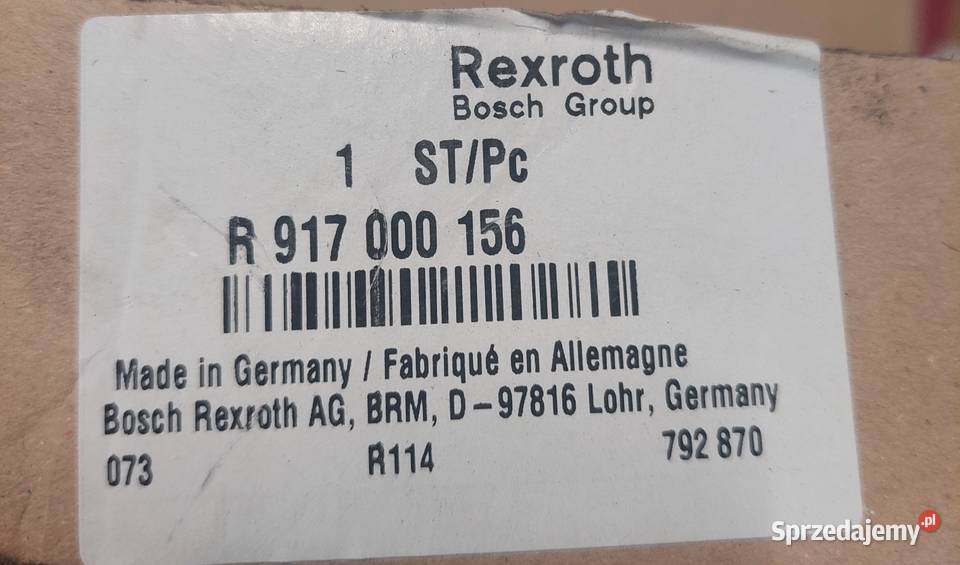 Rexroth
Bosch Group
1 ST/Pc
R 917 000 156
Made in Germany / Fabriqué en Allemagne
Bosch Rexroth AG, BRM, D-97816 Lohr, Germany
073 R114 792 870
Sprzedajemy.pl